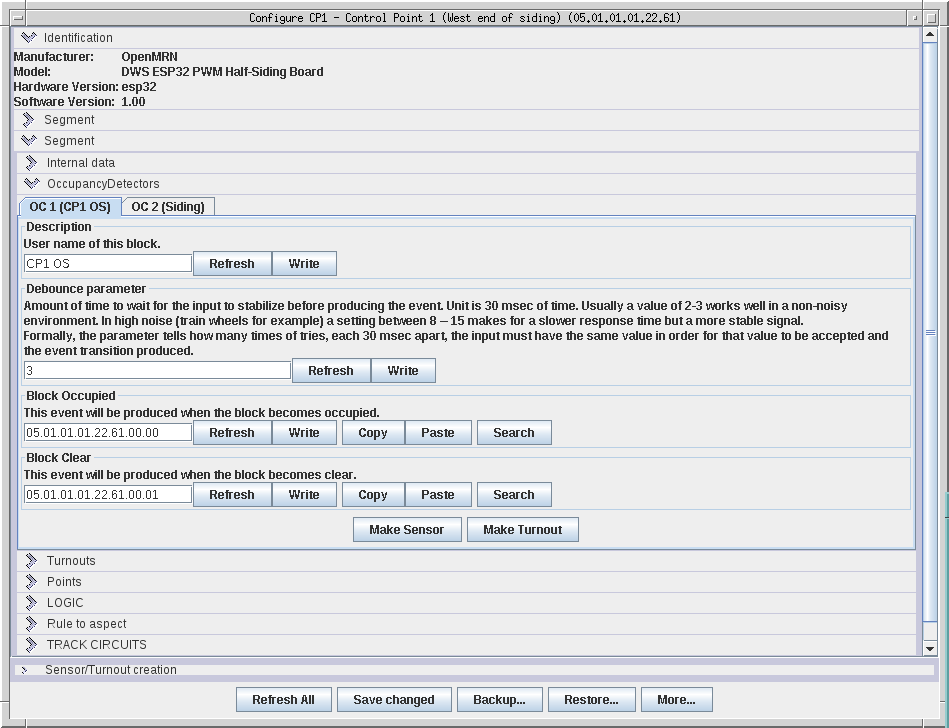 Configure CP1 - Control Point 1 (West end of siding) (05.01.01.01.22.61)
Identification
Manufacturer: OpenMRN
Model: DWS ESP32 PWM Half-Siding Board
Hardware Version: esp32
Software Version: 1.00
Segment
Segment
Internal data
OccupancyDetectors
OC 1 (CP1 OS) OC 2 (Siding)
Description
User name of this block.
CP1 OS Refresh Write
Debounce parameter
Amount of time to wait for the input to stabilize before producing the event. Unit is 30 msec of time. Usually a value of 2-3 works well in a non-noisy
environment. In high noise (train wheels for example) a setting between 8 – 15 makes for a slower response time but a more stable signal.
Formally, the parameter tells how many times of tries, each 30 msec apart, the input must have the same value in order for that value to be accepted and
the event transition produced.
3 Refresh Write
Block Occupied
This event will be produced when the block becomes occupied.
05.01.01.01.22.61.00.00 Refresh Write Copy Paste Search
Block Clear
This event will be produced when the block becomes clear.
05.01.01.01.22.61.00.01 Refresh Write Copy Paste Search
Make Sensor Make Turnout
Turnouts
Points
LOGIC
Rule to aspect
TRACK CIRCUITS
Sensor/Turnout creation
Refresh All Save changed Backup... Restore... More...